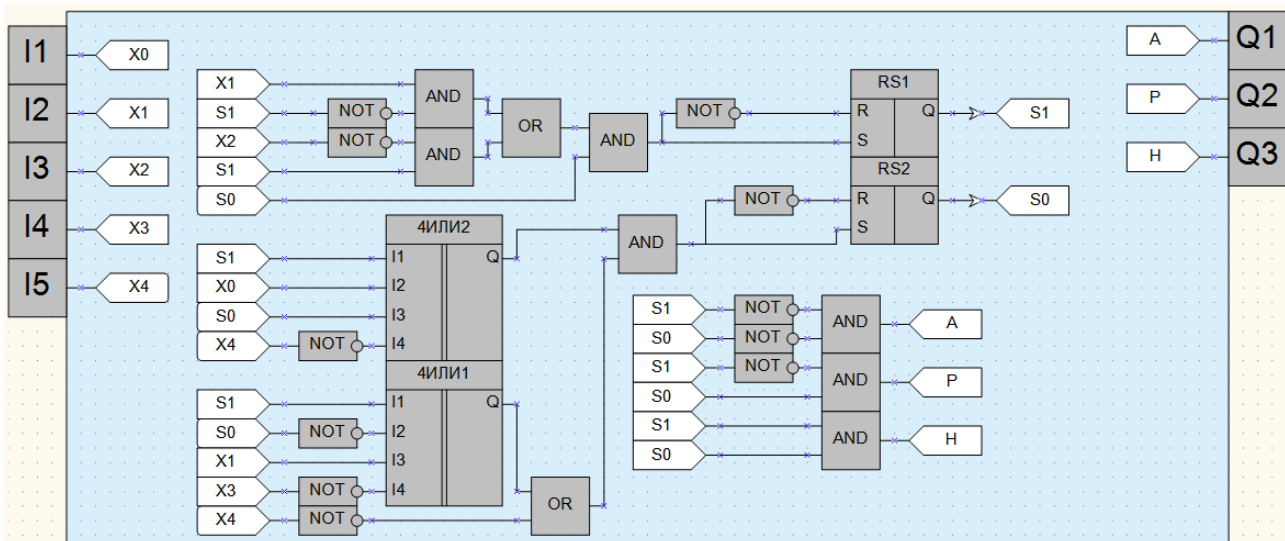 I1
X0
I2
X1
I3
X2
I4
X3
I5
X4
X1
S1
NOT
X2
NOT
S1
S0
AND
AND
OR
AND
NOT
RS1
R
Q
S
S1
RS2
NOT
R
Q
S
S0
4ИЛИ2
S1
I1
Q
X0
I2
S0
I3
X4
NOT
I4
AND
4ИЛИ1
S1
I1
Q
S0
NOT
I2
X1
I3
X3
NOT
I4
X4
NOT
OR
S1
NOT
S0
NOT
AND
A
S1
NOT
S0
AND
P
S1
S0
AND
H
A
Q1
P
Q2
H
Q3